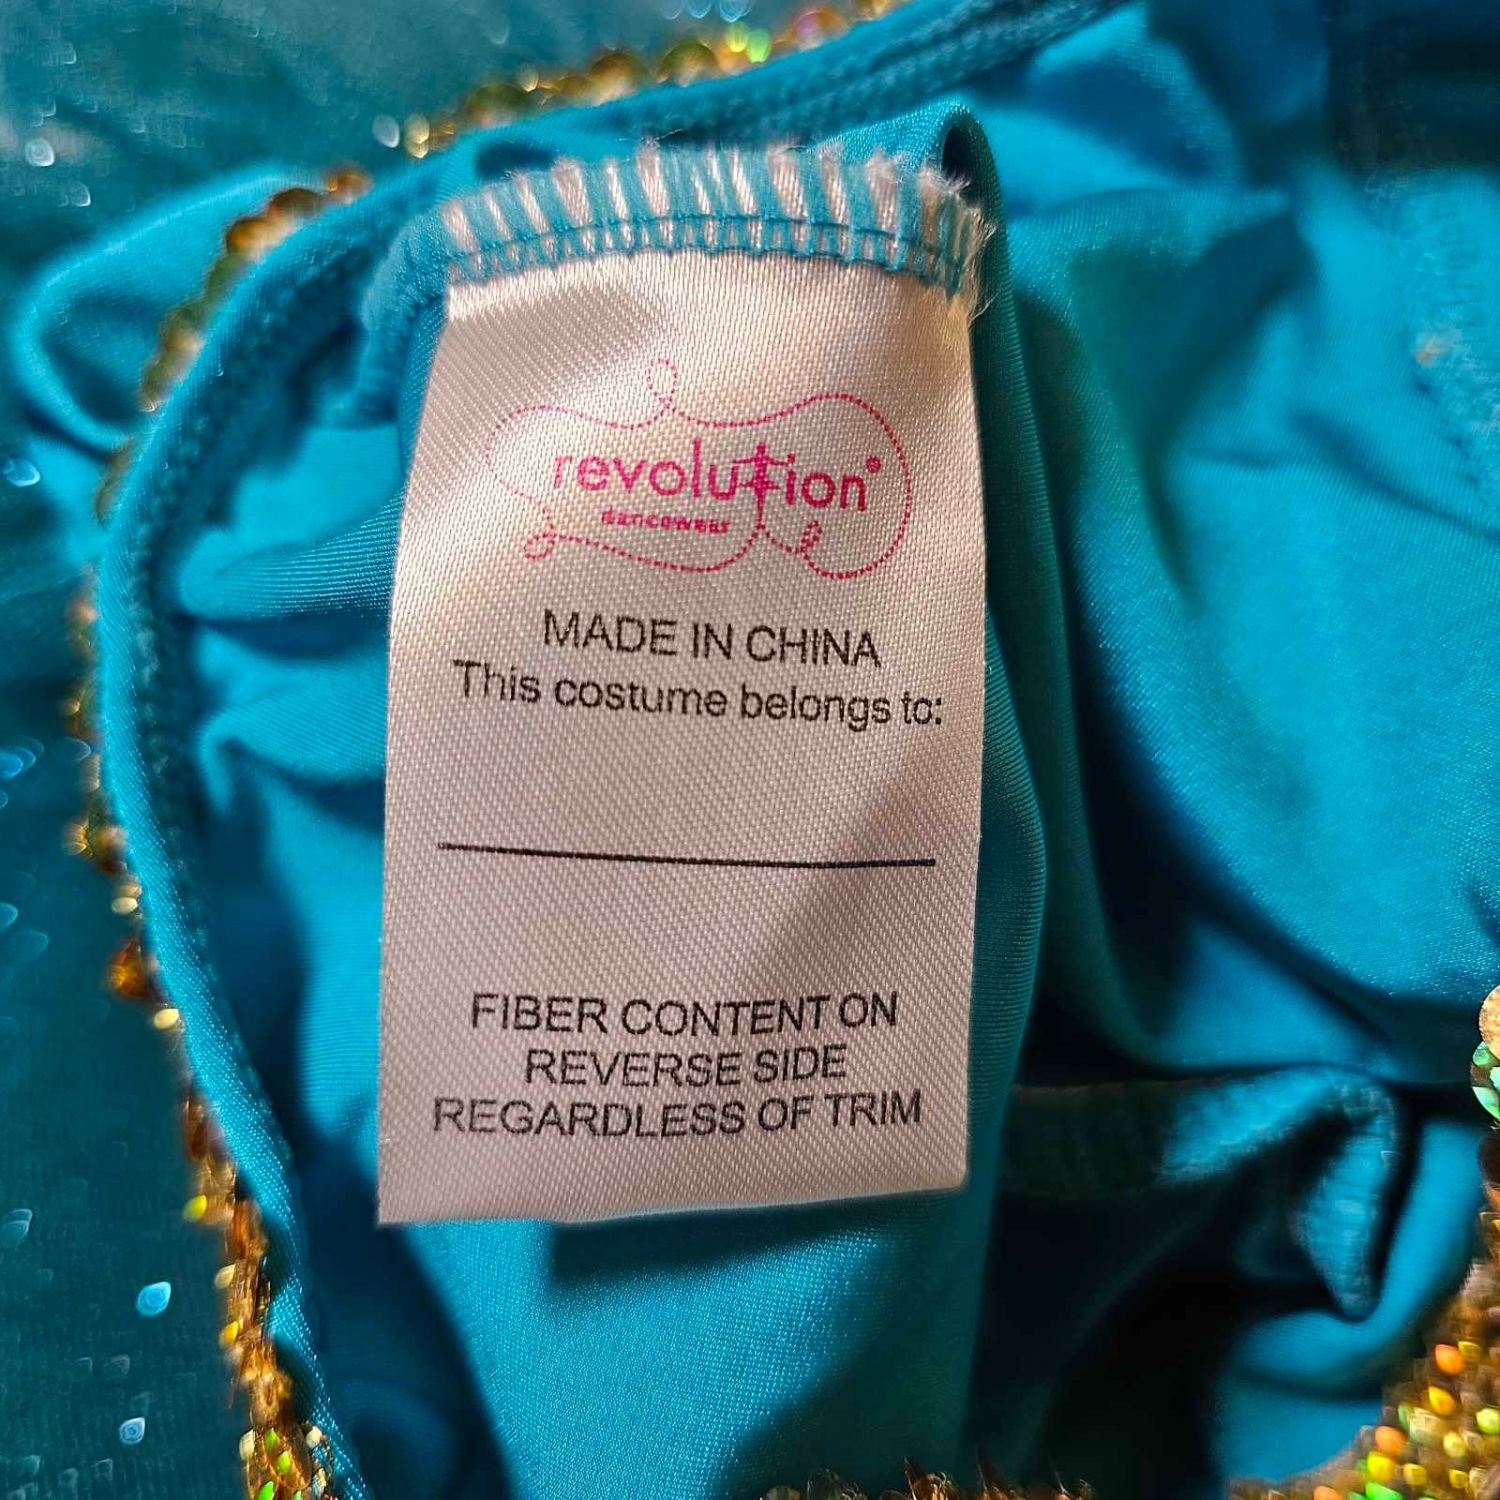 revolution®
dancewear
MADE IN CHINA
This costume belongs to:
FIBER CONTENT ON
REVERSE SIDE
REGARDLESS OF TRIM